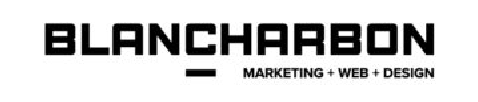 BLANCHARBON
MARKETING + WEB + DESIGN